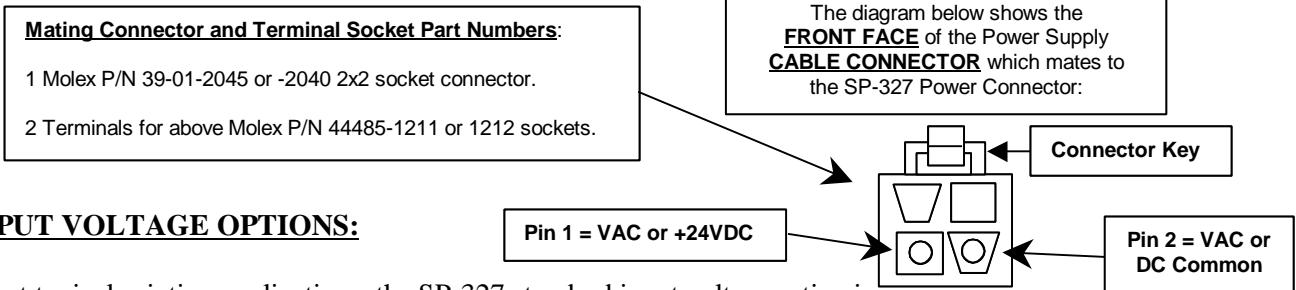 Mating Connector and Terminal Socket Part Numbers:
1 Molex P/N 39-01-2045 or -2040 2x2 socket connector.
2 Terminals for above Molex P/N 44485-1211 or 1212 sockets.
The diagram below shows the
FRONT FACE of the Power Supply
CABLE CONNECTOR which mates to
the SP-327 Power Connector:
Connector Key
PUT VOLTAGE OPTIONS:
Pin 1 = VAC or +24VDC
Pin 2 = VAC or
DC Common